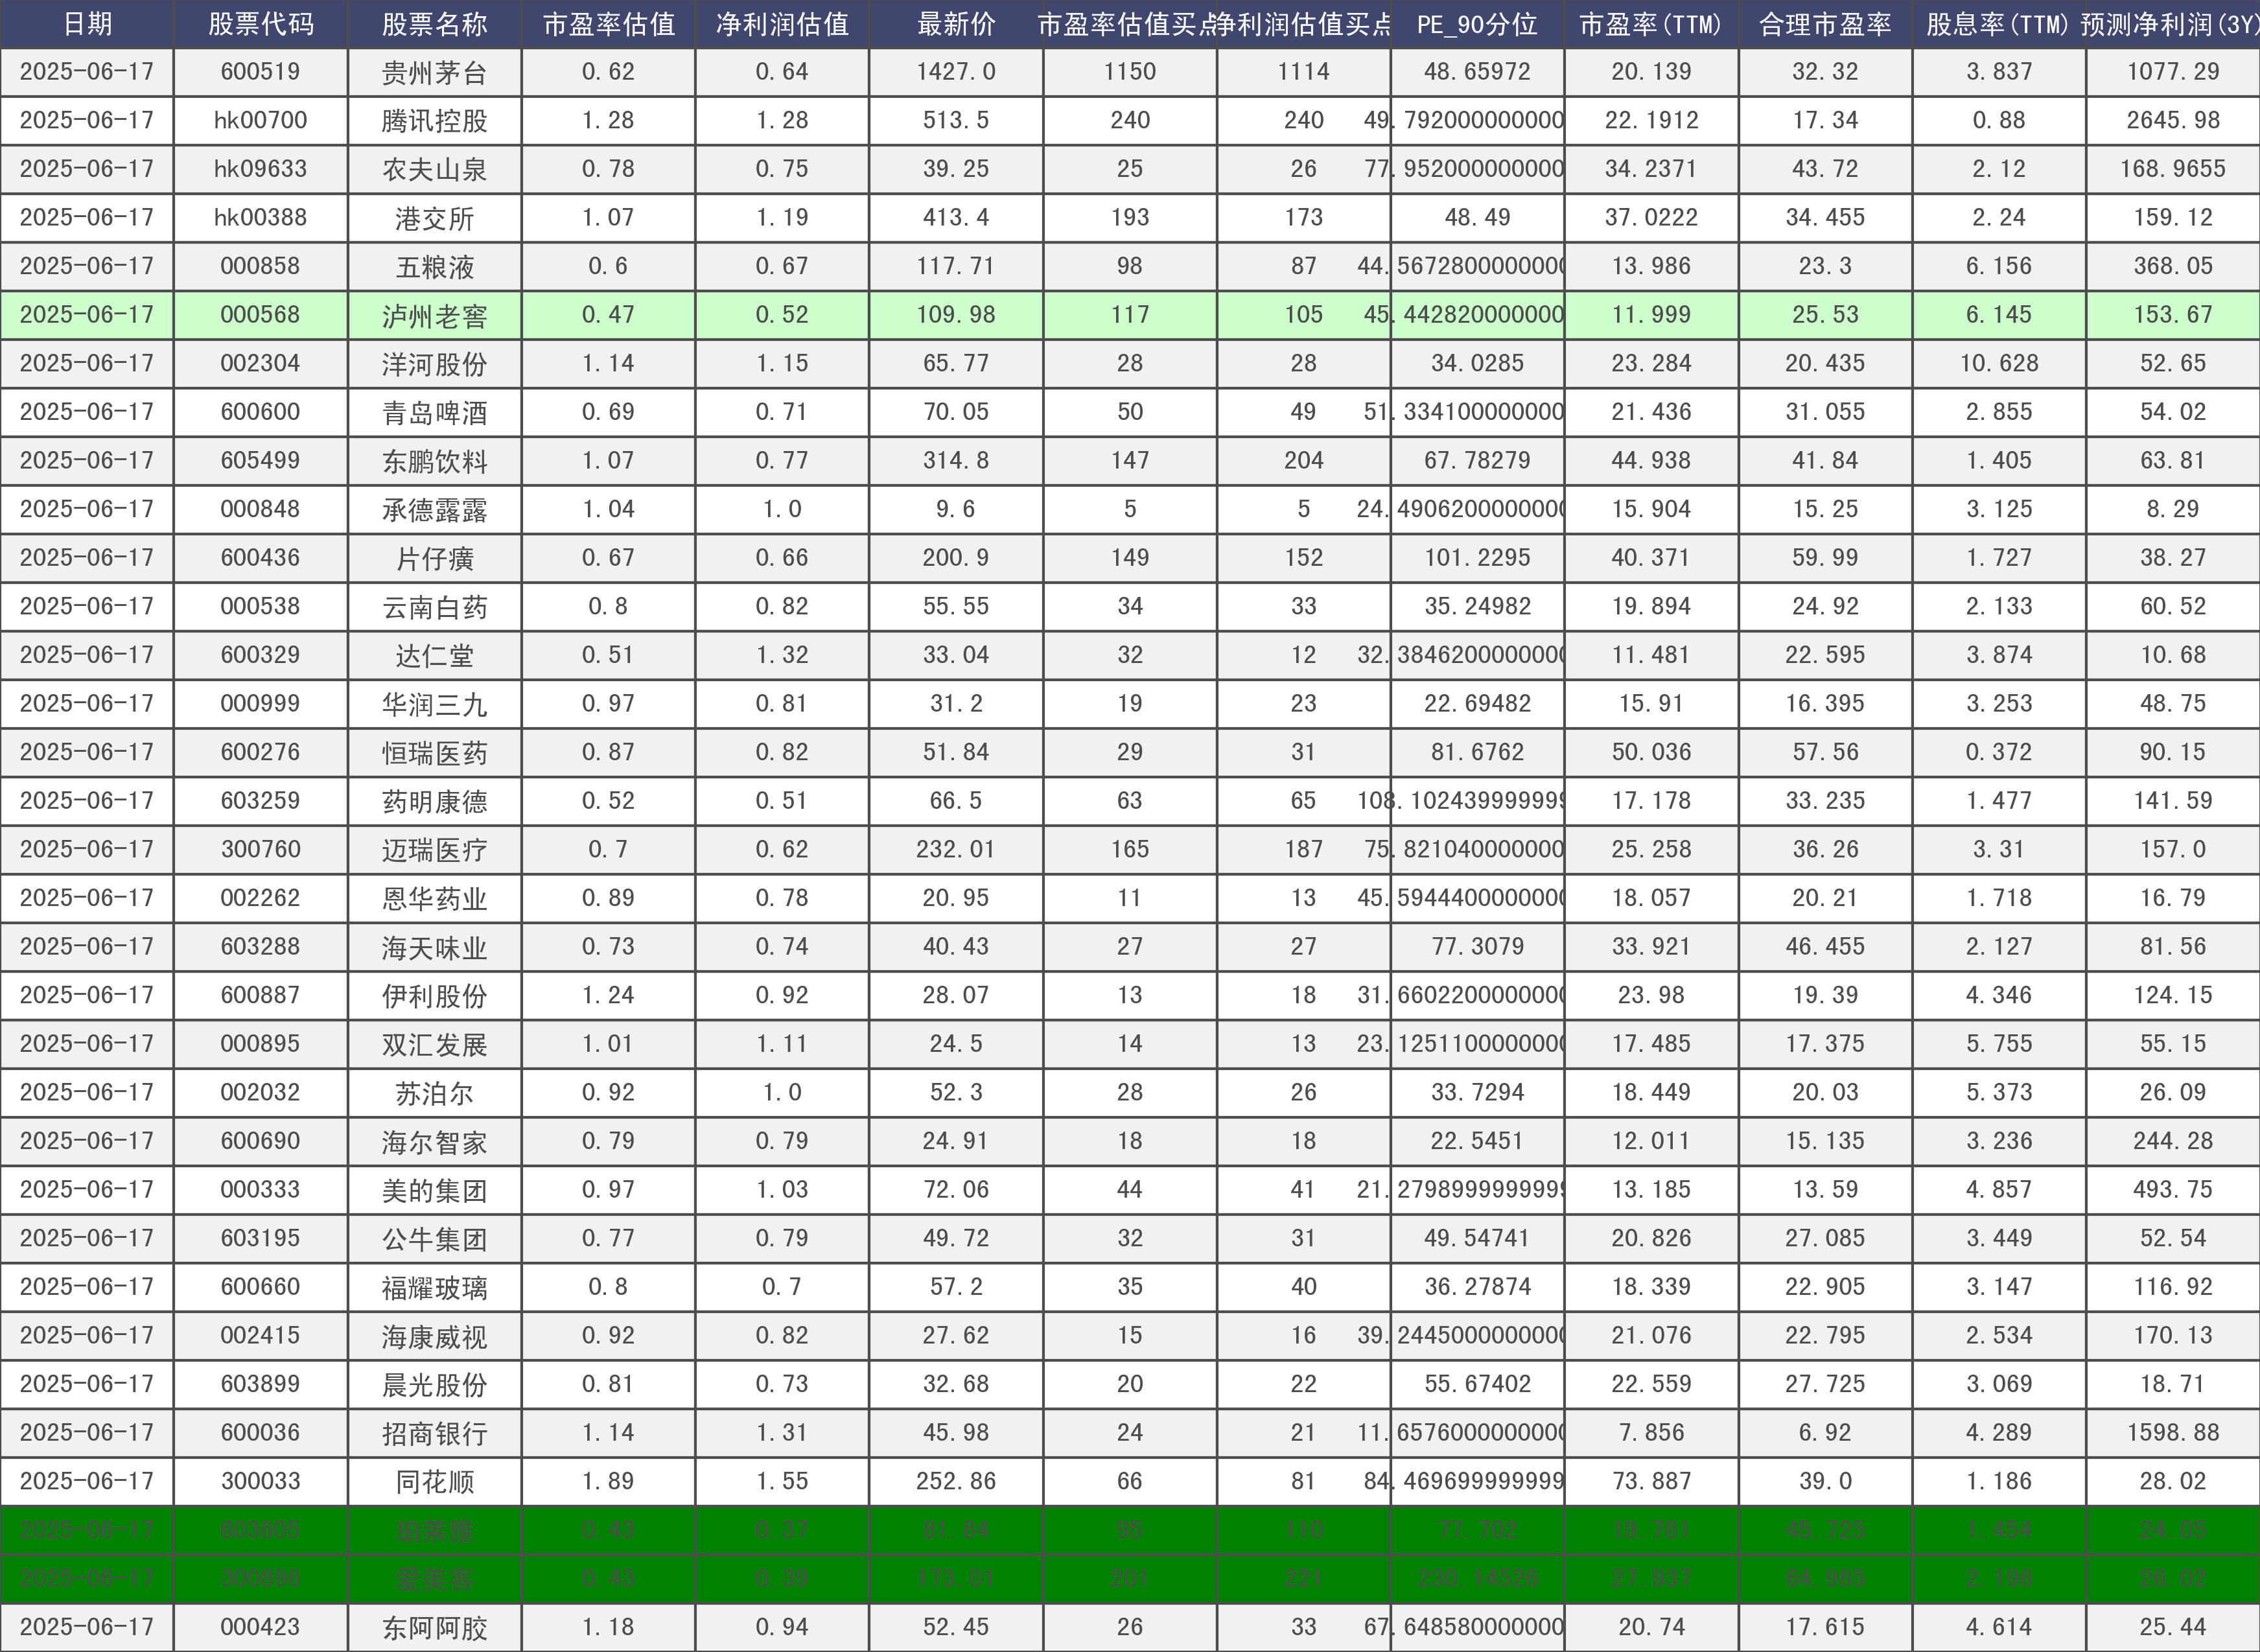 日期 股票代码 股票名称 市盈率估值 净利润估值 最新价 市盈率估值买点 净利润估值买点 PE_90分位 市盈率(TTM) 合理市盈率 股息率(TTM) 预测净利润(3Y)
2025-06-17 600519 贵州茅台 0.62 0.64 1427.0 1150 1114 48.65972 20.139 32.32 3.837 1077.29
2025-06-17 hk00700 腾讯控股 1.28 1.28 513.5 240 240 49.792000000000 22.1912 17.34 0.88 2645.98
2025-06-17 hk09633 农夫山泉 0.78 0.75 39.25 25 26 77.952000000000 34.2371 43.72 2.12 168.9655
2025-06-17 hk00388 港交所 1.07 1.19 413.4 193 173 48.49 37.0222 34.455 2.24 159.12
2025-06-17 000858 五粮液 0.6 0.67 117.71 98 87 44.5672800000000 13.986 23.3 6.156 368.05
2025-06-17 000568 泸州老窖 0.47 0.52 109.98 117 105 45.442820000000 11.999 25.53 6.145 153.67
2025-06-17 002304 洋河股份 1.14 1.15 65.77 28 28 34.0285 23.284 20.435 10.628 52.65
2025-06-17 600600 青岛啤酒 0.69 0.71 70.05 50 49 51.334100000000 21.436 31.055 2.855 54.02
2025-06-17 605499 东鹏饮料 1.07 0.77 314.8 147 204 67.78279 44.938 41.84 1.405 63.81
2025-06-17 000848 承德露露 1.04 1.0 9.6 5 5 24.4906200000000 15.904 15.25 3.125 8.29
2025-06-17 600436 片仔癀 0.67 0.66 200.9 149 152 101.2295 40.371 59.99 1.727 38.27
2025-06-17 000538 云南白药 0.8 0.82 55.55 34 33 35.24982 19.894 24.92 2.133 60.52
2025-06-17 600329 达仁堂 0.51 1.32 33.04 32 12 32.3846200000000 11.481 22.595 3.874 10.68
2025-06-17 000999 华润三九 0.97 0.81 31.2 19 23 22.69482 15.91 16.395 3.253 48.75
2025-06-17 600276 恒瑞医药 0.87 0.82 51.84 29 31 81.6762 50.036 57.56 0.372 90.15
2025-06-17 603259 药明康德 0.52 0.51 66.5 63 65 108.102439999999 17.178 33.235 1.477 141.59
2025-06-17 300760 迈瑞医疗 0.7 0.62 232.01 165 187 75.821040000000 25.258 36.26 3.31 157.0
2025-06-17 002262 恩华药业 0.89 0.78 20.95 11 13 45.5944400000000 18.057 20.21 1.718 16.79
2025-06-17 603288 海天味业 0.73 0.74 40.43 27 27 77.3079 33.921 46.455 2.127 81.56
2025-06-17 600887 伊利股份 1.24 0.92 28.07 13 18 31.6602200000000 23.98 19.39 4.346 124.15
2025-06-17 000895 双汇发展 1.01 1.11 24.5 14 13 23.1251100000000 17.485 17.375 5.755 55.15
2025-06-17 002032 苏泊尔 0.92 1.0 52.3 28 26 33.7294 18.449 20.03 5.373 26.09
2025-06-17 600690 海尔智家 0.79 0.79 24.91 18 18 22.5451 12.011 15.135 3.236 244.28
2025-06-17 000333 美的集团 0.97 1.03 72.06 44 41 21.2798999999999 13.185 13.59 4.857 493.75
2025-06-17 603195 公牛集团 0.77 0.79 49.72 32 31 49.54741 20.826 27.085 3.449 52.54
2025-06-17 600660 福耀玻璃 0.8 0.7 57.2 35 40 36.27874 18.339 22.905 3.147 116.92
2025-06-17 002415 海康威视 0.92 0.82 27.62 15 16 39.2445000000000 21.076 22.795 2.534 170.13
2025-06-17 603899 晨光股份 0.81 0.73 32.68 20 22 55.67402 22.559 27.725 3.069 18.71
2025-06-17 600036 招商银行 1.14 1.31 45.98 24 21 11.6576000000000 7.856 6.92 4.289 1598.88
2025-06-17 300033 同花顺 1.89 1.55 252.86 66 81 84.469699999999 73.887 39.0 1.186 28.02
2025-06-17 603605 珀莱雅 0.43 0.37 81.84 95 110 77.702 19.781 45.725 1.454 24.05
2025-06-17 300896 爱美客 0.43 0.39 173.01 201 221 230.14526 27.937 64.985 2.196 26.02
2025-06-17 000423 东阿阿胶 1.18 0.94 52.45 26 33 67.648580000000 20.74 17.615 4.614 25.44